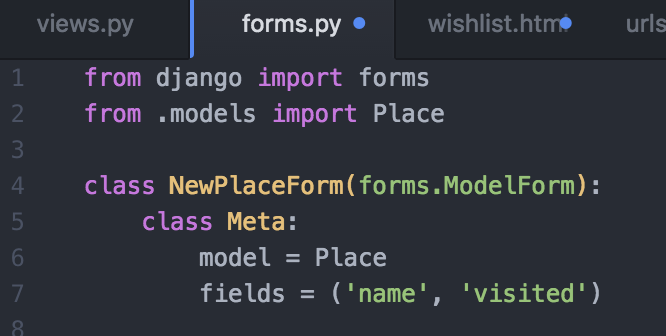 views.py forms.py wishlist.html urls
1 from django import forms
2 from .models import Place
3
4 class NewPlaceForm(forms.ModelForm):
5     class Meta:
6         model = Place
7         fields = ('name', 'visited')
8